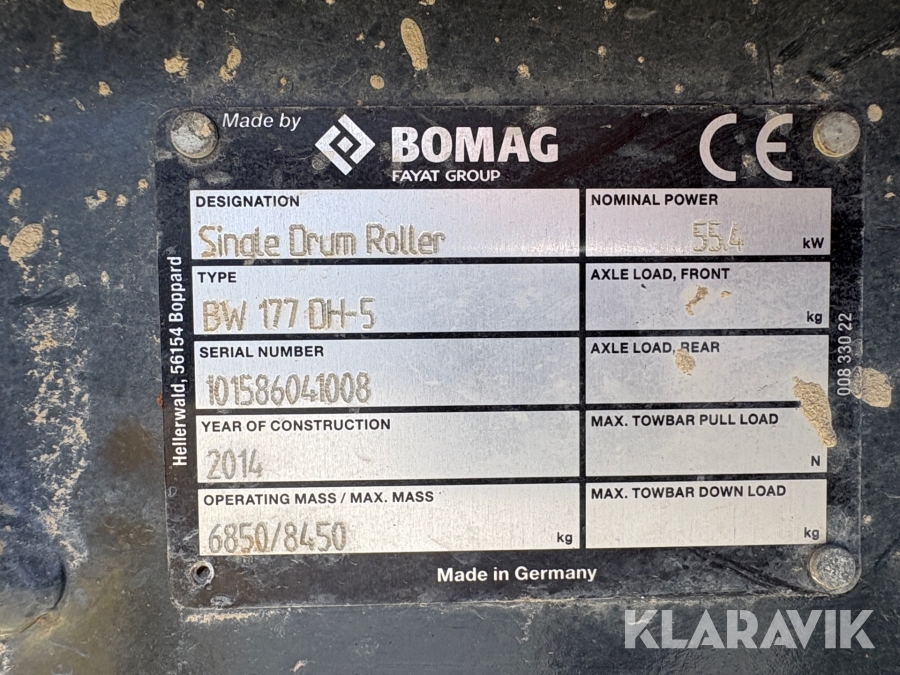 Made by
BOMAG
FAYAT GROUP
CE
DESIGNATION
Single Drum Roller
NOMINAL POWER
55.4 kW
TYPE
BW 177 DH-5
AXLE LOAD, FRONT
kg
SERIAL NUMBER
101586041008
AXLE LOAD, REAR
YEAR OF CONSTRUCTION
2014
MAX. TOWBAR PULL LOAD
N
OPERATING MASS / MAX. MASS
6850/8450 kg
MAX. TOWBAR DOWN LOAD
kg
Made in Germany
Hellerwald, 56154 Boppard
008 330 22
KLARAVIK